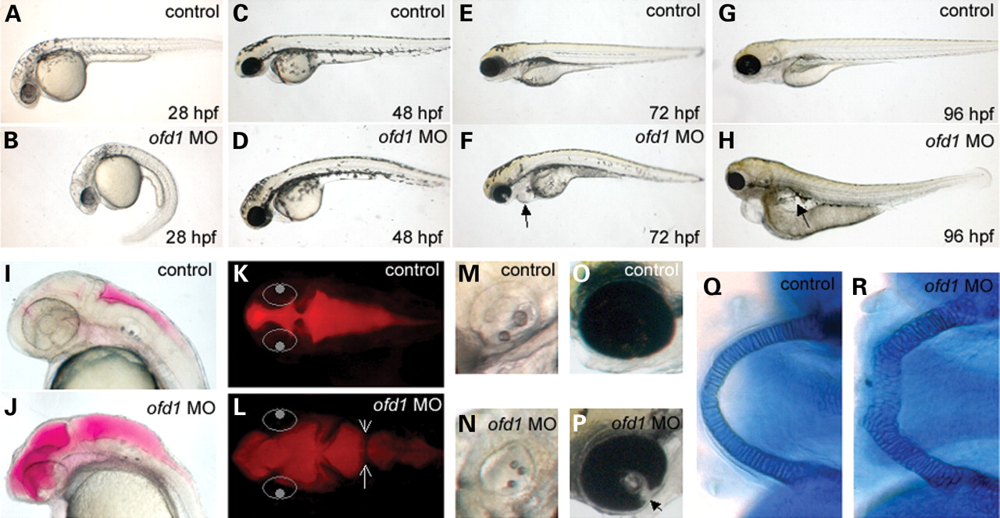 A control 28 hpf
C control 48 hpf
E control 72 hpf
G control 96 hpf
B ofd1 MO 28 hpf
D ofd1 MO 48 hpf
F ofd1 MO 72 hpf
H ofd1 MO 96 hpf
I control
K control
M control
O control
Q control
R ofd1 MO
J ofd1 MO
L ofd1 MO
N ofd1 MO
P ofd1 MO